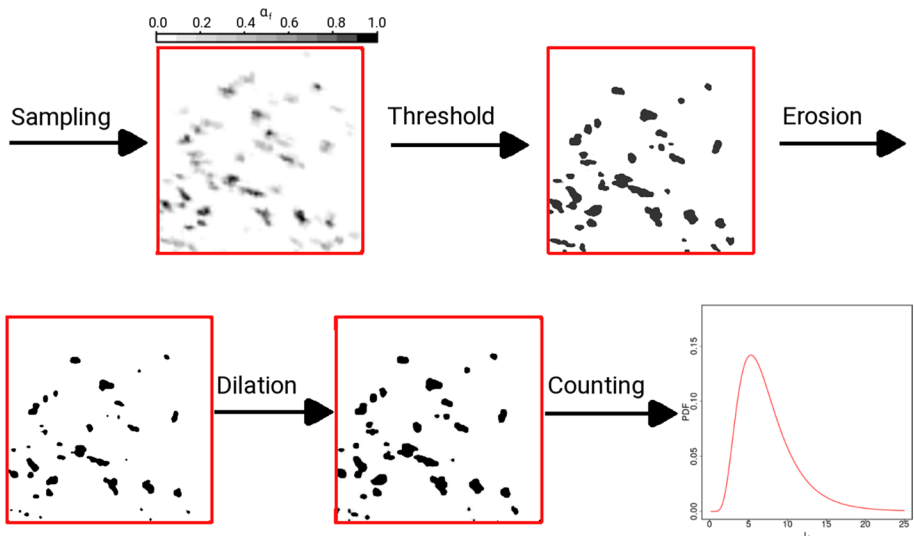 α_f
0.0 0.2 0.4 0.6 0.8 1.0
Sampling
Threshold
Erosion
Dilation
Counting
PDF
0.15
0.10
0.05
0.00
0 5 10 15 20 25